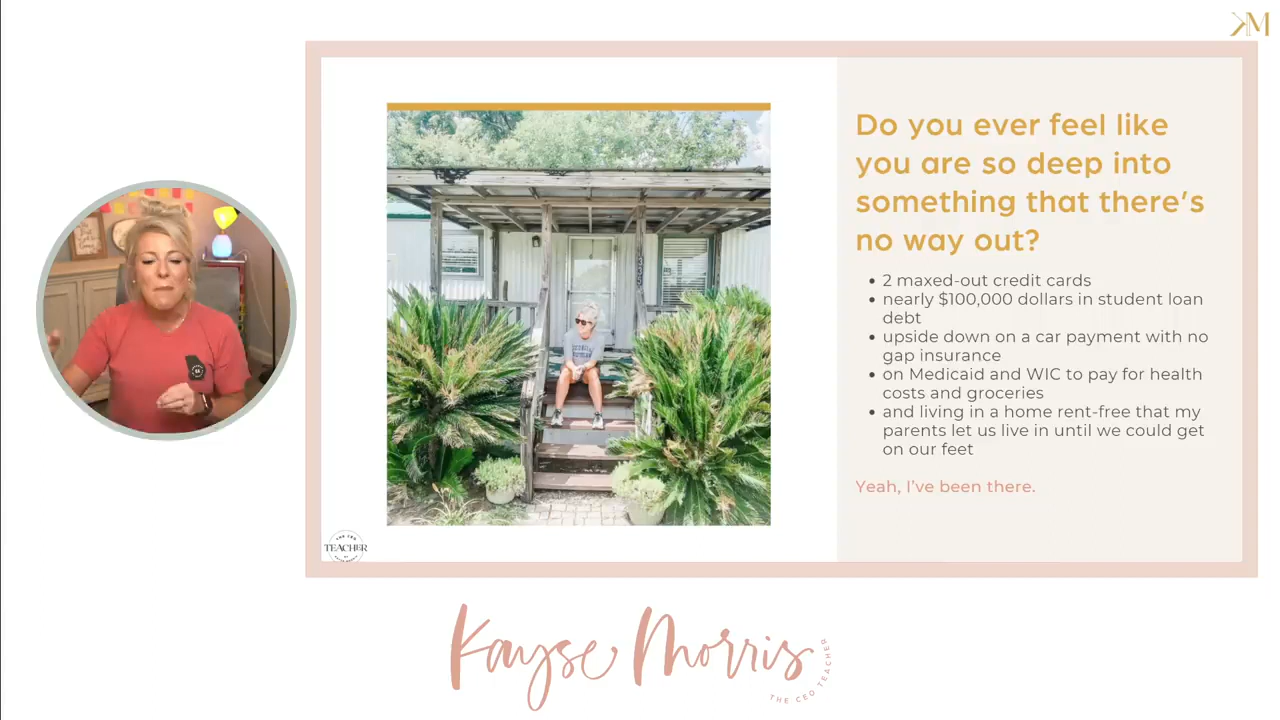 KM
Do you ever feel like
you are so deep into
something that there's
no way out?
• 2 maxed-out credit cards
• nearly $100,000 dollars in student loan
debt
• upside down on a car payment with no
gap insurance
• on Medicaid and WIC to pay for health
costs and groceries
• and living in a home rent-free that my
parents let us live in until we could get
on our feet
Yeah, I've been there.
THE CEO
TEACHER
Kayse Morris
THE CEO TEACHER